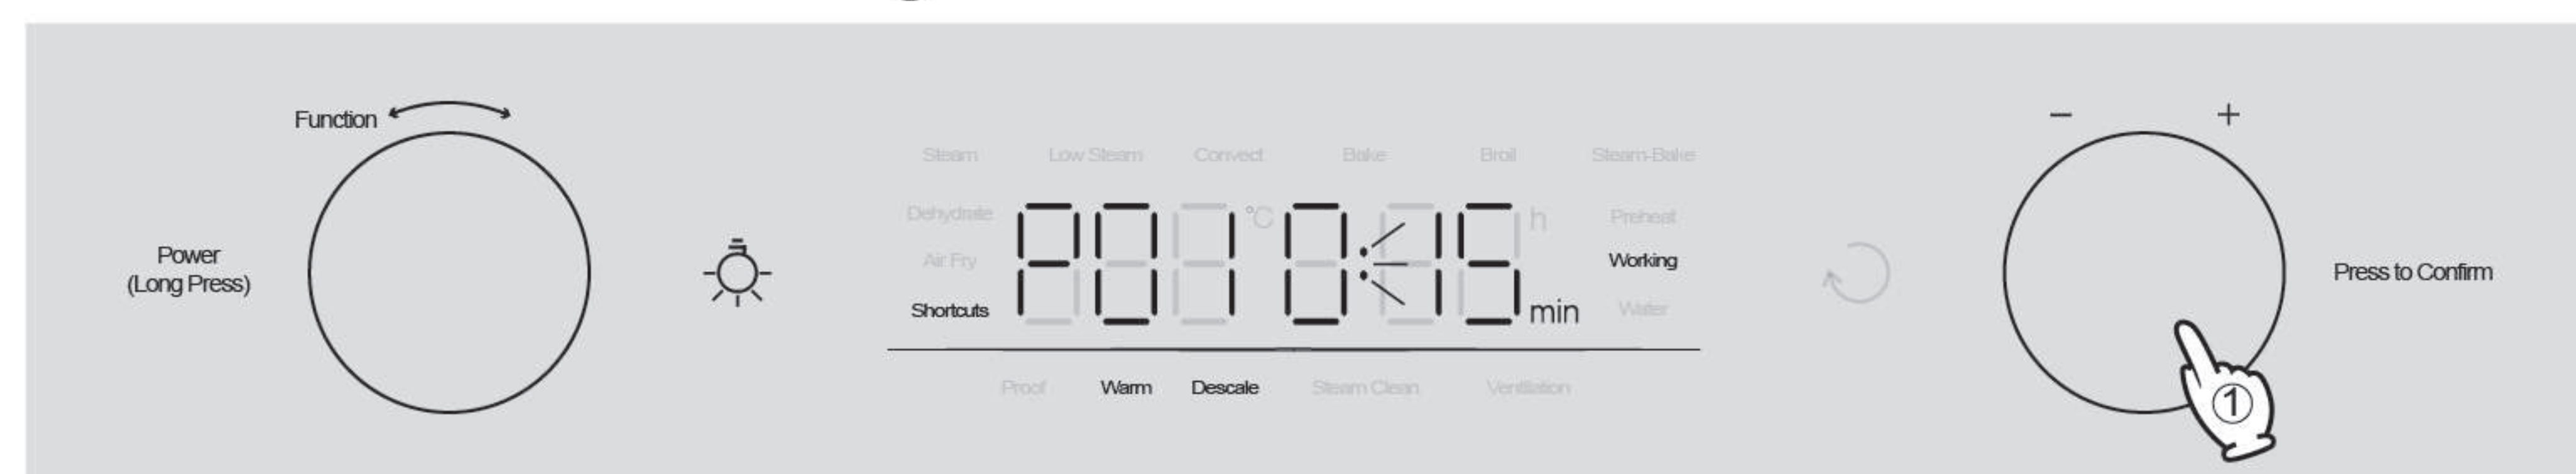 Function
− +
Steam Low Steam Convect Bake Broil Steam-Bake
Dehydrate °C h Preheat
Power
(Long Press)
P01 0:15 min
Air Fry Working
Press to Confirm
Shortcuts Water
Proof Warm Descale Steam Clean Ventilation
1